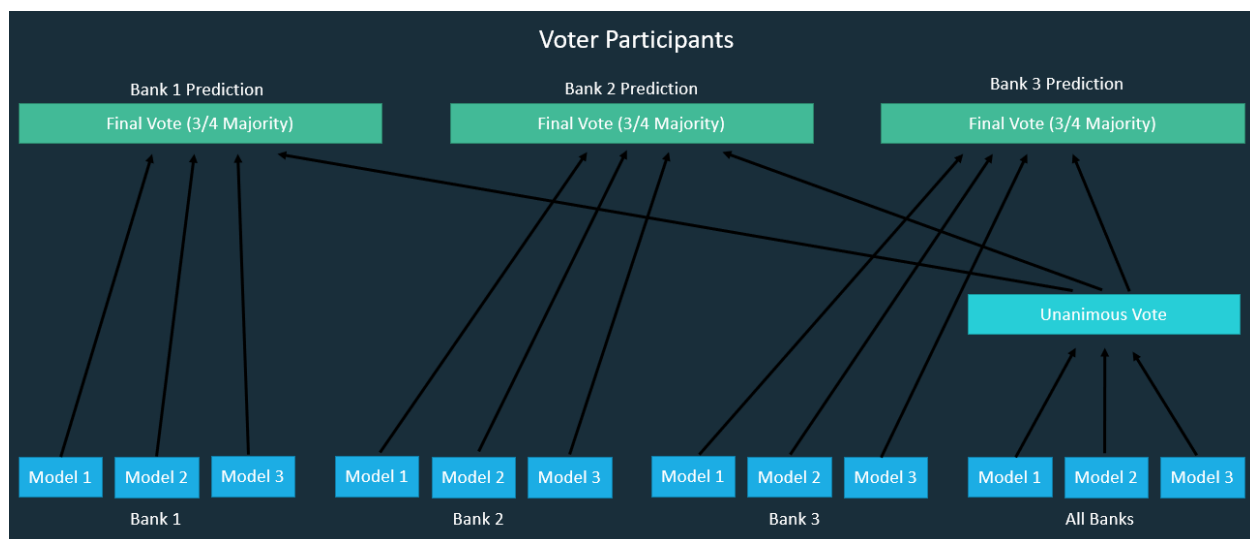 Voter Participants
Bank 1 Prediction
Bank 2 Prediction
Bank 3 Prediction
Final Vote (3/4 Majority)
Final Vote (3/4 Majority)
Final Vote (3/4 Majority)
Unanimous Vote
Model 1
Model 2
Model 3
Model 1
Model 2
Model 3
Model 1
Model 2
Model 3
Model 1
Model 2
Model 3
Bank 1
Bank 2
Bank 3
All Banks